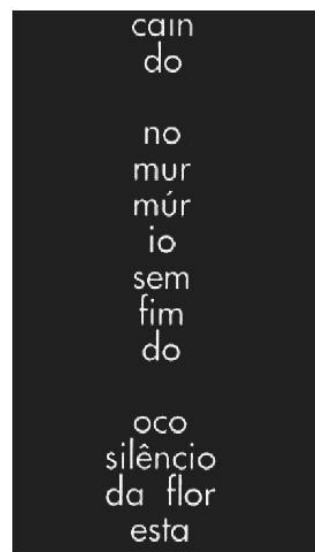 cain
do
no
mur
múr
io
sem
fim
do
oco
silêncio
da flor
esta